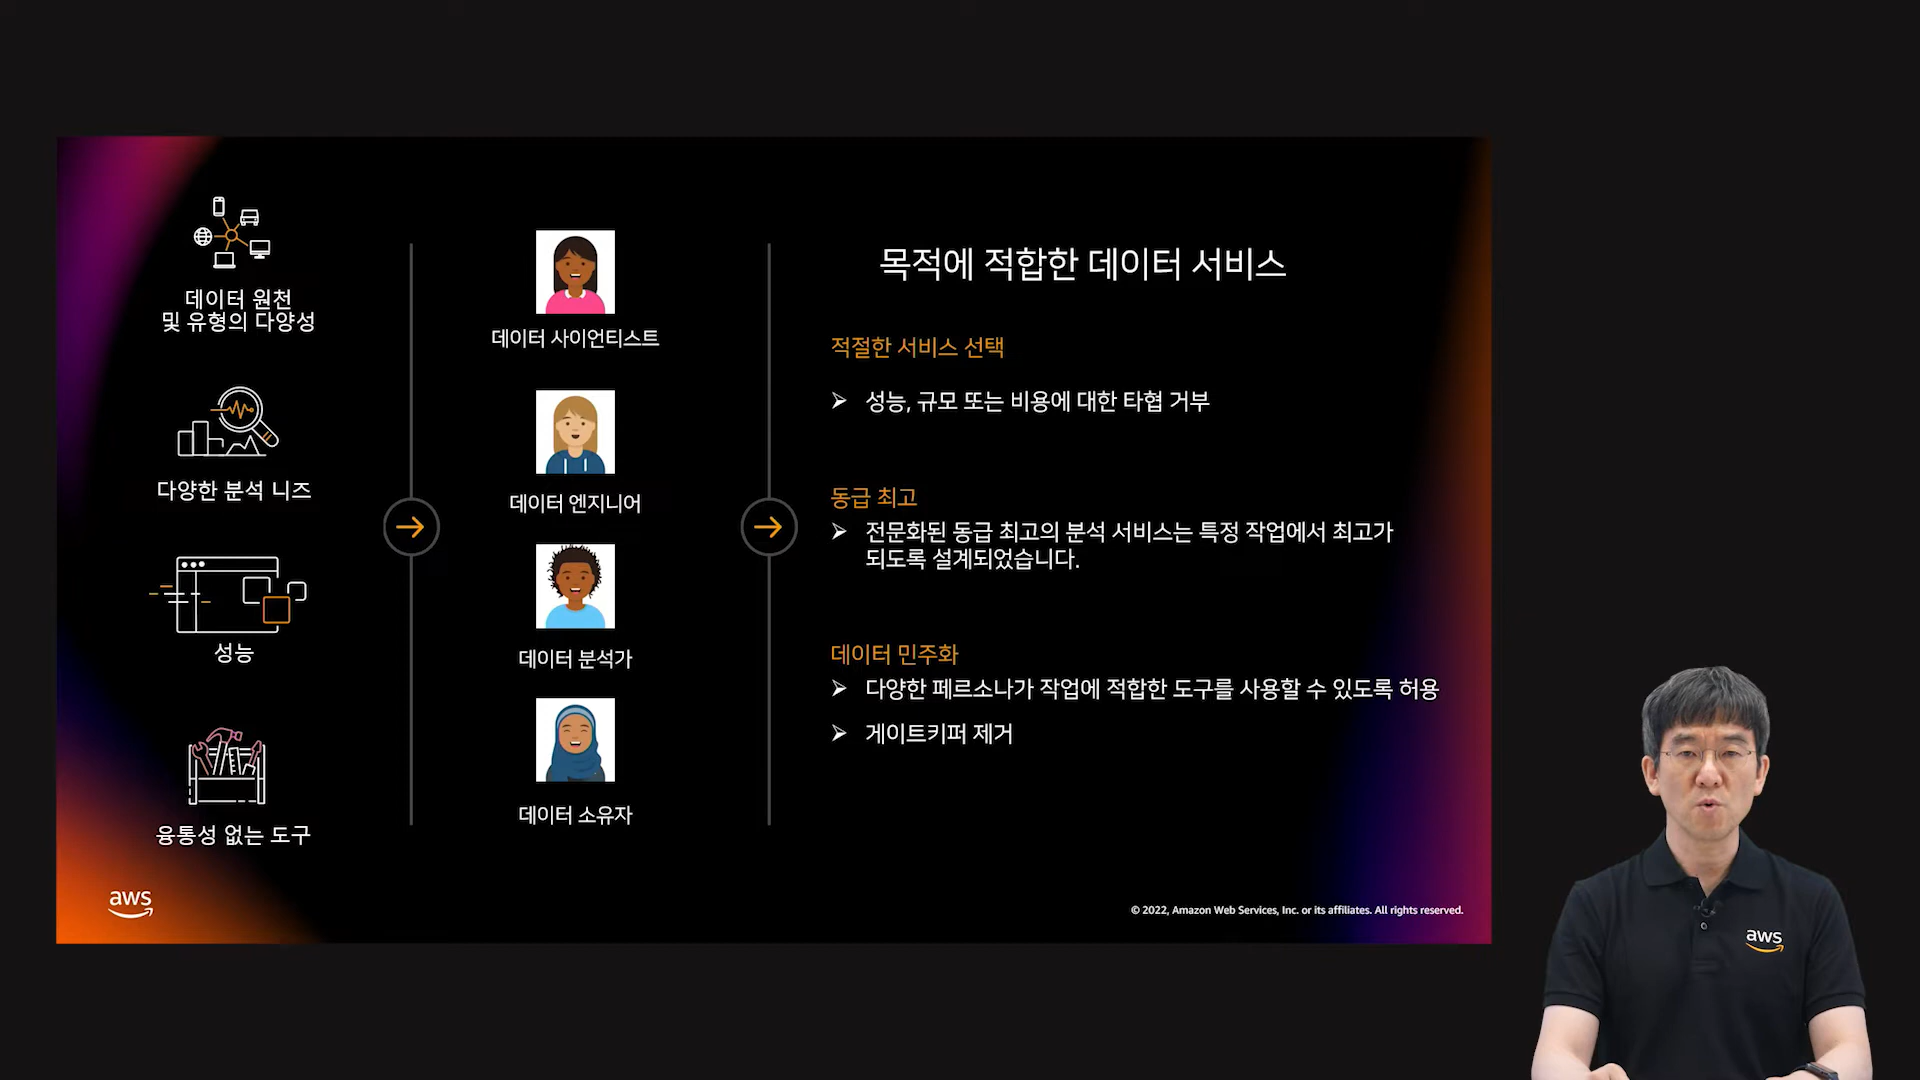 데이터 원천
및 유형의 다양성
다양한 분석 니즈
성능
융통성 없는 도구
데이터 사이언티스트
데이터 엔지니어
데이터 분석가
데이터 소유자
목적에 적합한 데이터 서비스
적절한 서비스 선택
➢ 성능, 규모 또는 비용에 대한 타협 거부
동급 최고
➢ 전문화된 동급 최고의 분석 서비스는 특정 작업에서 최고가
되도록 설계되었습니다.
데이터 민주화
➢ 다양한 페르소나가 작업에 적합한 도구를 사용할 수 있도록 허용
➢ 게이트키퍼 제거
aws
© 2022, Amazon Web Services, Inc. or its affiliates. All rights reserved.
aws